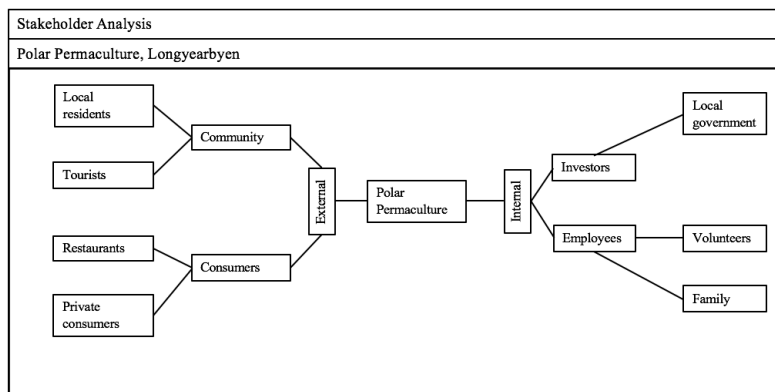 Stakeholder Analysis
Polar Permaculture, Longyearbyen
Local
residents
Tourists
Community
Restaurants
Private
consumers
Consumers
External
Polar
Permaculture
Internal
Investors
Employees
Local
government
Volunteers
Family